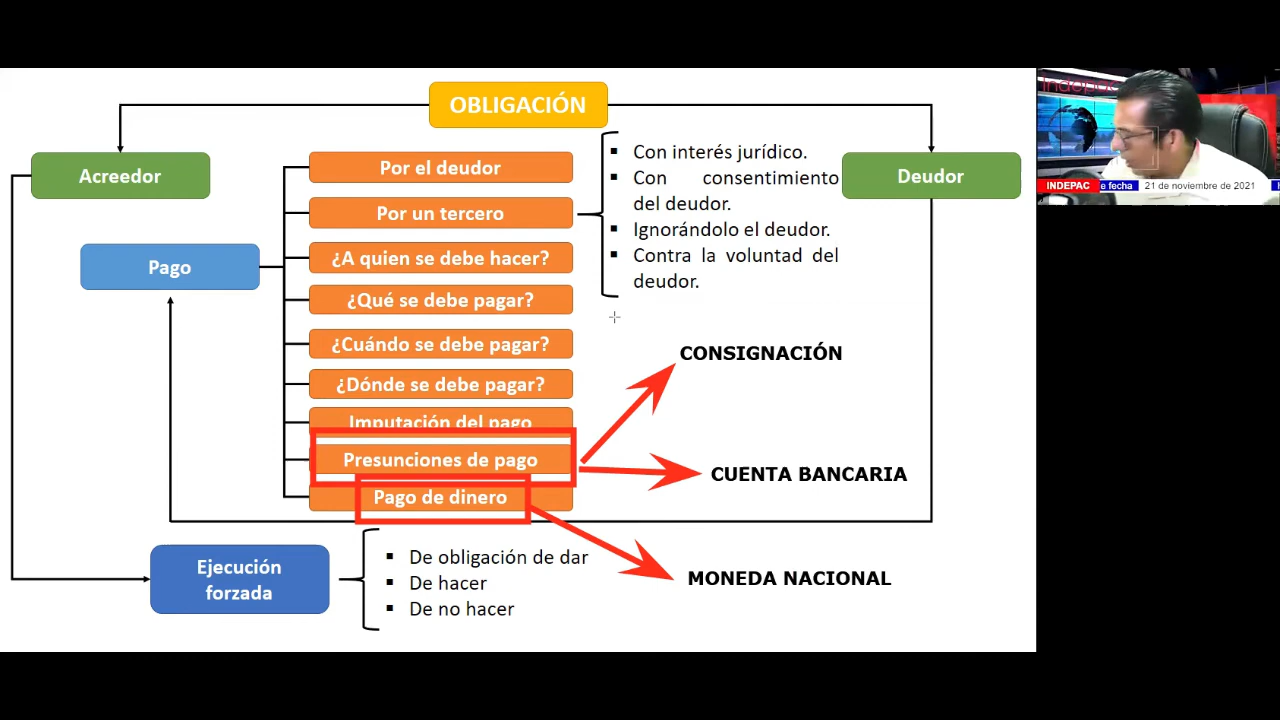 OBLIGACIÓN
Acreedor
Deudor
Pago
Por el deudor
Por un tercero
¿A quien se debe hacer?
¿Qué se debe pagar?
¿Cuándo se debe pagar?
¿Dónde se debe pagar?
Imputación del pago
Presunciones de pago
Pago de dinero
▪ Con interés jurídico.
▪ Con consentimiento
del deudor.
▪ Ignorándolo el deudor.
▪ Contra la voluntad del
deudor.
CONSIGNACIÓN
CUENTA BANCARIA
MONEDA NACIONAL
Ejecución
forzada
▪ De obligación de dar
▪ De hacer
▪ De no hacer
INDEPAC e fecha 21 de noviembre de 2021